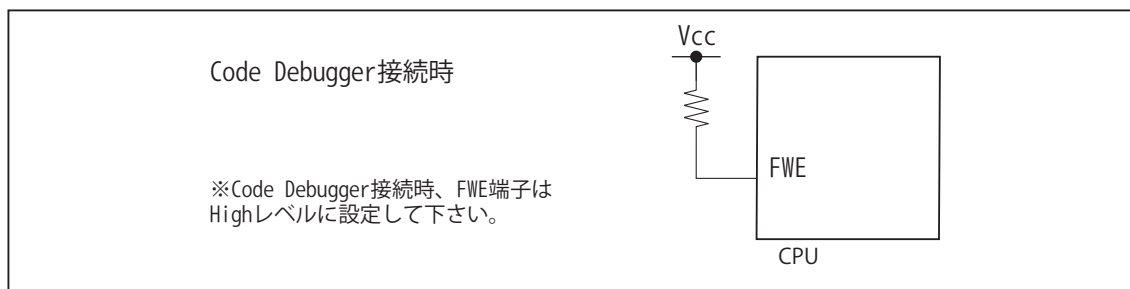 Code Debugger接続時
※Code Debugger接続時、FWE端子は
Highレベルに設定して下さい。
Vcc
FWE
CPU